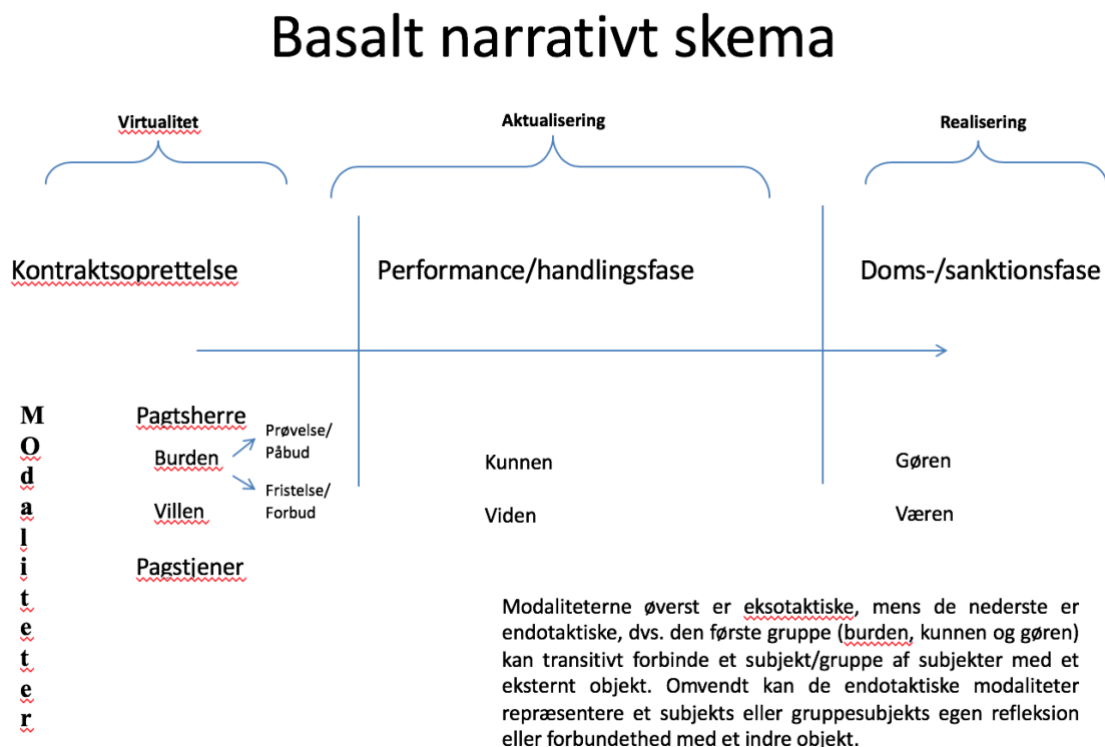 Basalt narrativt skema
Virtualitet
Aktualisering
Realisering
Kontraktsoprettelse
Performance/handlingsfase
Doms-/sanktionsfase
MOdaliteter
Pagtsherre
Prøvelse/
Påbud
Burden
Kunnen
Gøren
Fristelse/
Forbud
Villen
Viden
Væren
Pagstjener
Modaliteterne øverst er eksotaktiske, mens de nederste er
endotaktiske, dvs. den første gruppe (burden, kunnen og gøren)
kan transitivt forbinde et subjekt/gruppe af subjekter med et
eksternt objekt. Omvendt kan de endotaktiske modaliteter
repræsentere et subjekts eller gruppesubjekts egen refleksion
eller forbundethed med et indre objekt.